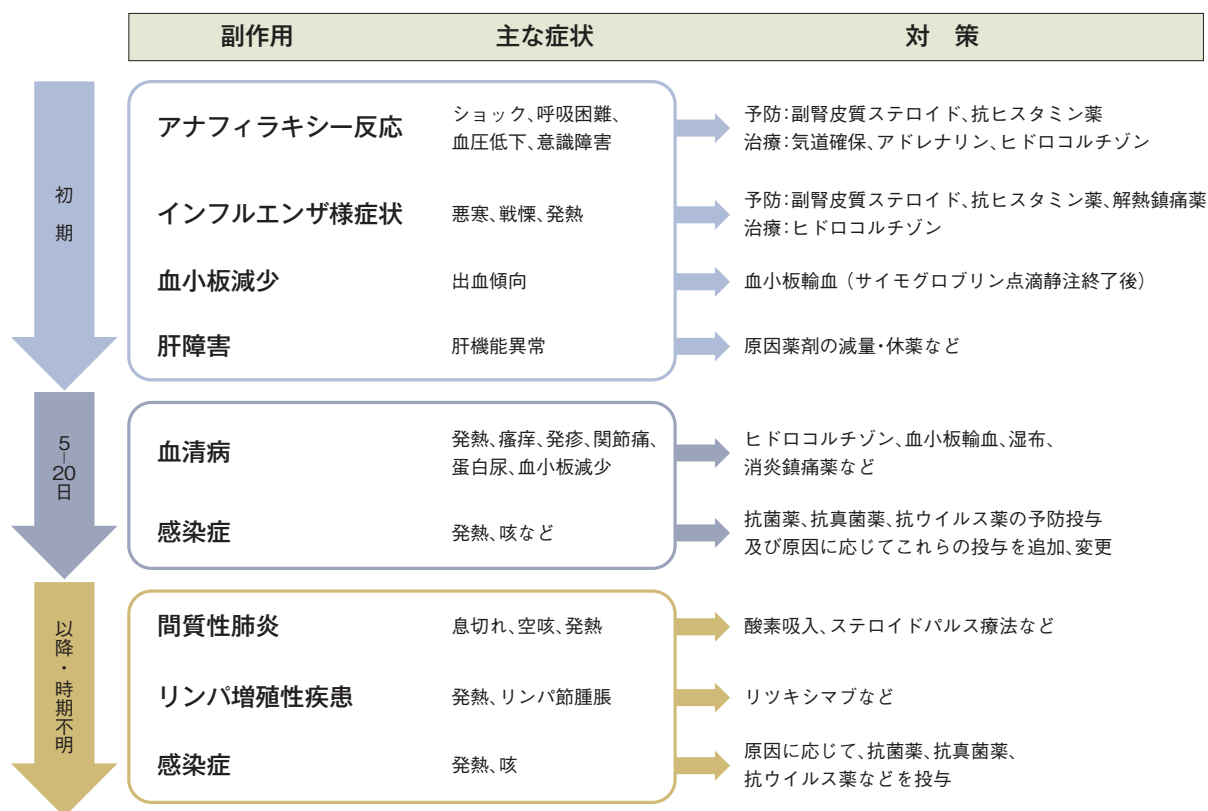 副作用 主な症状 対　策
初期
アナフィラキシー反応
ショック、呼吸困難、
血圧低下、意識障害
予防：副腎皮質ステロイド、抗ヒスタミン薬
治療：気道確保、アドレナリン、ヒドロコルチゾン
インフルエンザ様症状
悪寒、戦慄、発熱
予防：副腎皮質ステロイド、抗ヒスタミン薬、解熱鎮痛薬
治療：ヒドロコルチゾン
血小板減少
出血傾向
血小板輸血（サイモグロブリン点滴静注終了後）
肝障害
肝機能異常
原因薬剤の減量・休薬など
5–20日
血清病
発熱、瘙痒、発疹、関節痛、
蛋白尿、血小板減少
ヒドロコルチゾン、血小板輸血、湿布、
消炎鎮痛薬など
感染症
発熱、咳など
抗菌薬、抗真菌薬、抗ウイルス薬の予防投与
及び原因に応じてこれらの投与を追加、変更
以降・時期不明
間質性肺炎
息切れ、空咳、発熱
酸素吸入、ステロイドパルス療法など
リンパ増殖性疾患
発熱、リンパ節腫脹
リツキシマブなど
感染症
発熱、咳
原因に応じて、抗菌薬、抗真菌薬、
抗ウイルス薬などを投与